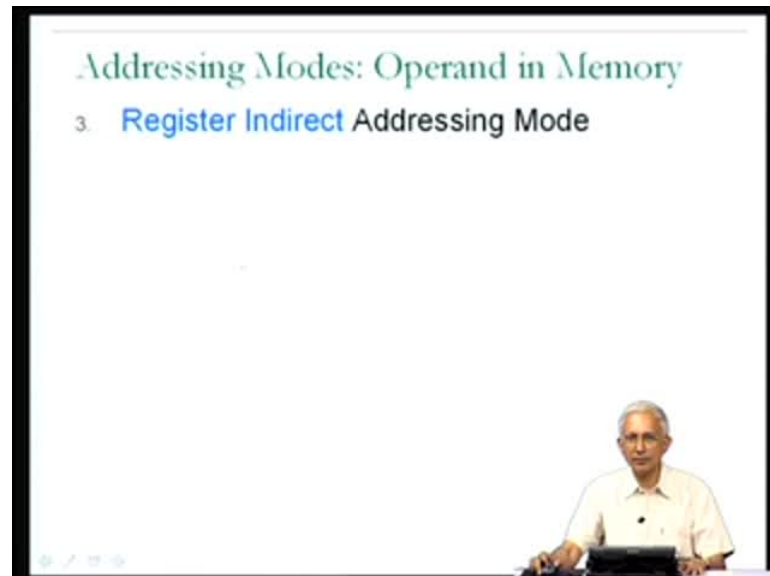 Addressing Modes: Operand in Memory
3. Register Indirect Addressing Mode